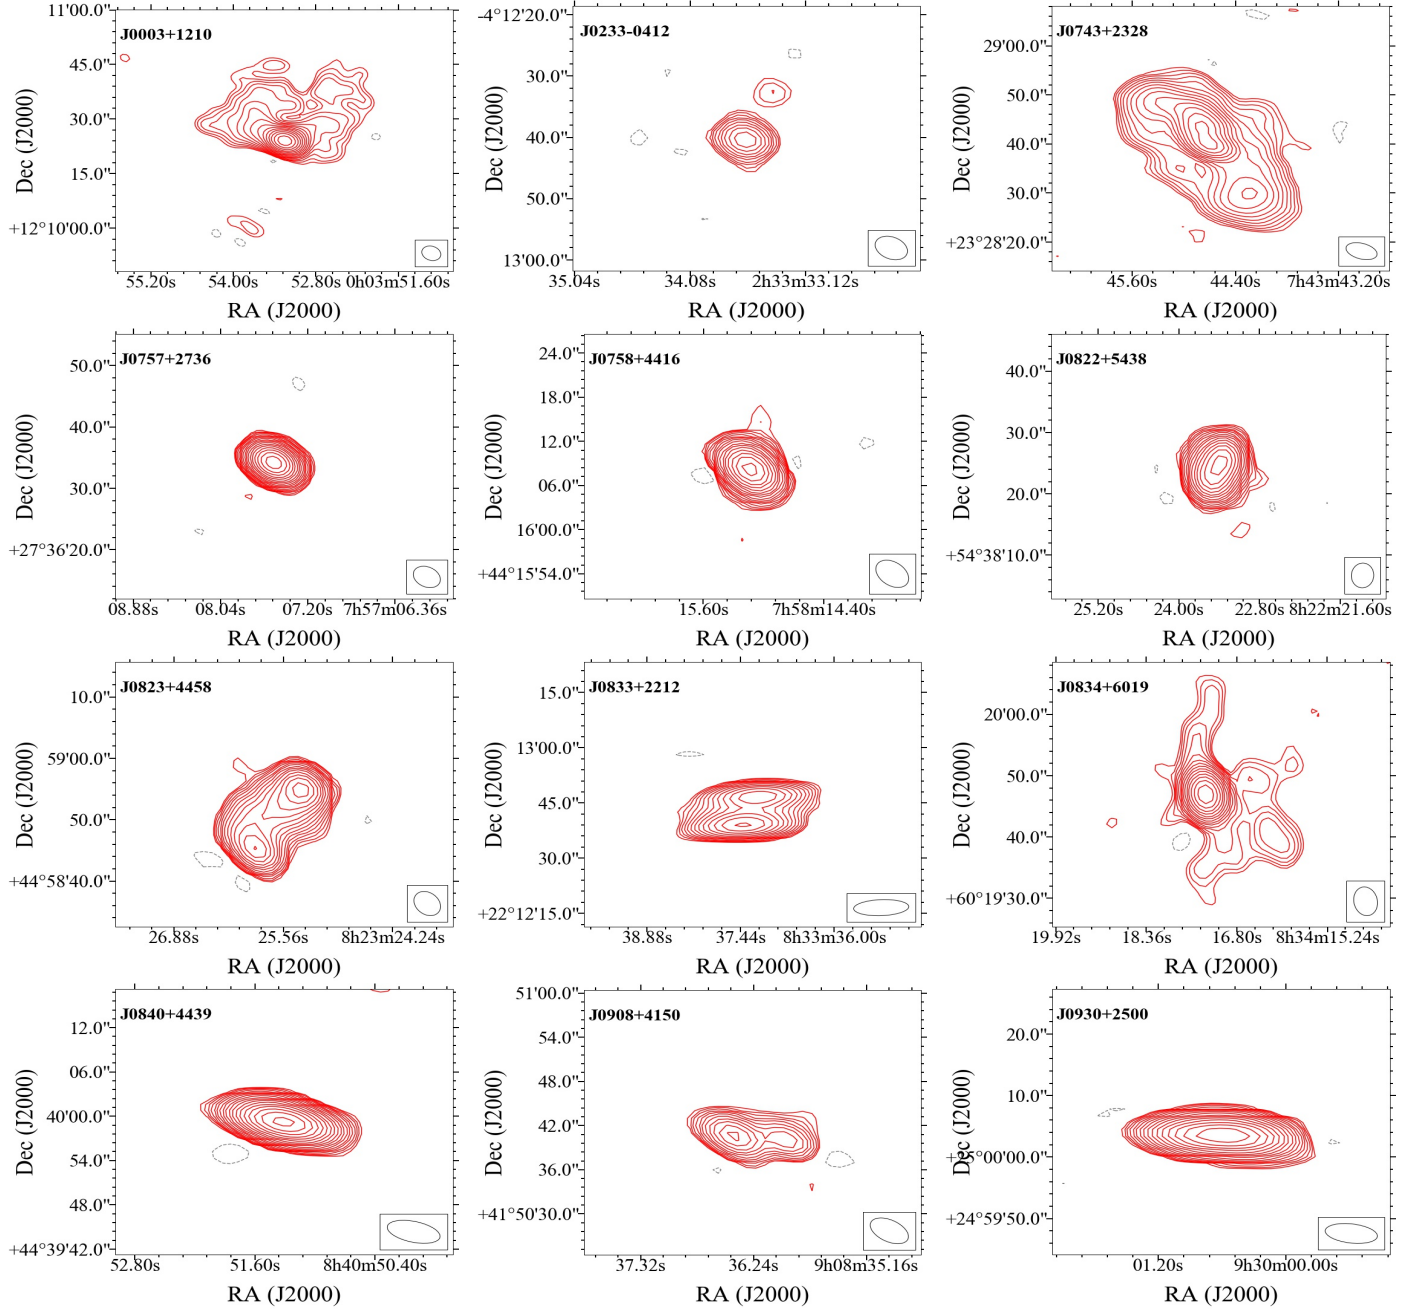 J0003+1210
11'00.0"
45.0"
30.0"
15.0"
+12°10'00.0"
Dec (J2000)
55.20s 54.00s 52.80s 0h03m51.60s
RA (J2000)
J0233-0412
-4°12'20.0"
30.0"
40.0"
50.0"
13'00.0"
Dec (J2000)
35.04s 34.08s 2h33m33.12s
RA (J2000)
J0743+2328
29'00.0"
50.0"
40.0"
30.0"
+23°28'20.0"
Dec (J2000)
45.60s 44.40s 7h43m43.20s
RA (J2000)
J0757+2736
50.0"
40.0"
30.0"
+27°36'20.0"
Dec (J2000)
08.88s 08.04s 07.20s 7h57m06.36s
RA (J2000)
J0758+4416
24.0"
18.0"
12.0"
06.0"
16'00.0"
+44°15'54.0"
Dec (J2000)
15.60s 7h58m14.40s
RA (J2000)
J0822+5438
40.0"
30.0"
20.0"
+54°38'10.0"
Dec (J2000)
25.20s 24.00s 22.80s 8h22m21.60s
RA (J2000)
J0823+4458
10.0"
59'00.0"
50.0"
+44°58'40.0"
Dec (J2000)
26.88s 25.56s 8h23m24.24s
RA (J2000)
J0833+2212
15.0"
13'00.0"
45.0"
30.0"
+22°12'15.0"
Dec (J2000)
38.88s 37.44s 8h33m36.00s
RA (J2000)
J0834+6019
20'00.0"
50.0"
40.0"
+60°19'30.0"
Dec (J2000)
19.92s 18.36s 16.80s 8h34m15.24s
RA (J2000)
J0840+4439
12.0"
06.0"
40'00.0"
54.0"
48.0"
+44°39'42.0"
Dec (J2000)
52.80s 51.60s 8h40m50.40s
RA (J2000)
J0908+4150
51'00.0"
54.0"
48.0"
42.0"
36.0"
+41°50'30.0"
Dec (J2000)
37.32s 36.24s 9h08m35.16s
RA (J2000)
J0930+2500
20.0"
10.0"
+25°00'00.0"
+24°59'50.0"
Dec (J2000)
01.20s 9h30m00.00s
RA (J2000)